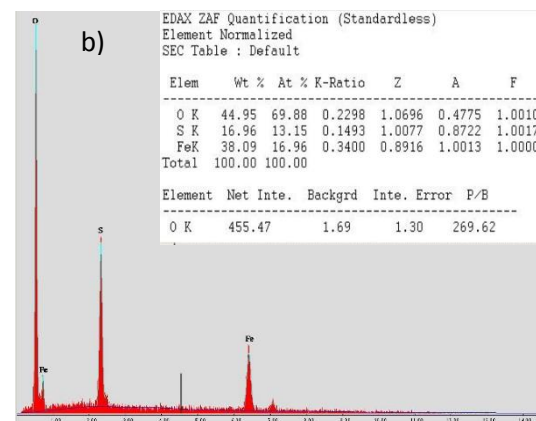 b)
EDAX ZAF Quantification (Standardless)
Element Normalized
SEC Table : Default
Elem Wt % At % K-Ratio Z A F
O K 44.95 69.88 0.2298 1.0696 0.4775 1.0010
S K 16.96 13.15 0.1493 1.0077 0.8722 1.0017
FeK 38.09 16.96 0.3400 0.8916 1.0013 1.0000
Total 100.00 100.00
Element Net Inte. Backgrd Inte. Error P/B
O K 455.47 1.69 1.30 269.62
O
S
Fe
Fe